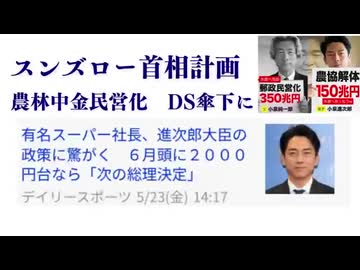 スンズロー首相計画
農林中金民営化 DS傘下に
郵政民営化
350兆円
小泉純一郎
農協解体
150兆円
小泉進次郎
有名スーパー社長、進次郎大臣の
政策に驚がく ６月頭に２０００
円台なら「次の総理決定」
デイリースポーツ 5/23(金) 14:17